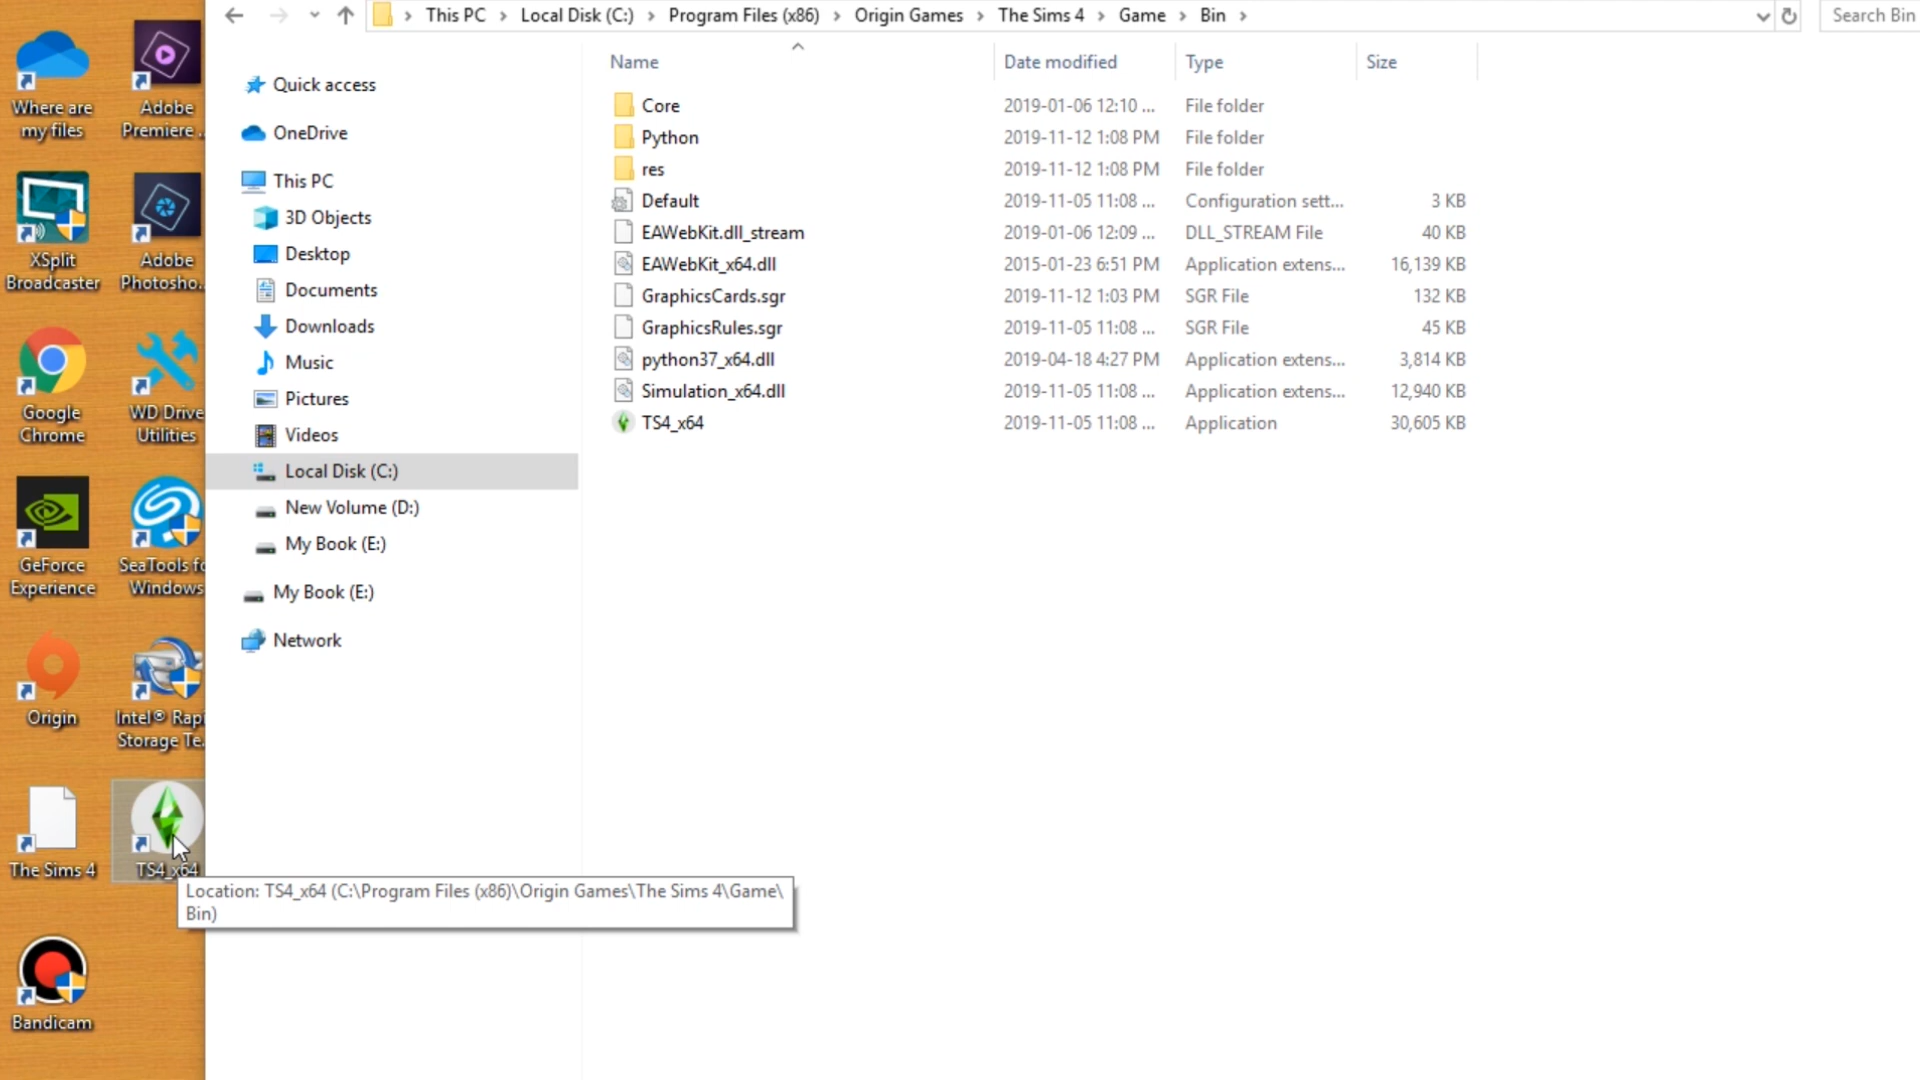 This PC > Local Disk (C:) > Program Files (x86) > Origin Games > The Sims 4 > Game > Bin >
Search Bin
Where are
my files
Adobe
Premiere ...
XSplit
Broadcaster
Adobe
Photosho...
Google
Chrome
WD Drive
Utilities
GeForce
Experience
SeaTools fo
Windows
Origin
Intel® Rapi
Storage Te...
The Sims 4
TS4_x64
Bandicam
Quick access
OneDrive
This PC
3D Objects
Desktop
Documents
Downloads
Music
Pictures
Videos
Local Disk (C:)
New Volume (D:)
My Book (E:)
My Book (E:)
Network
Name Date modified Type Size
Core 2019-01-06 12:10 ... File folder
Python 2019-11-12 1:08 PM File folder
res 2019-11-12 1:08 PM File folder
Default 2019-11-05 11:08 ... Configuration sett... 3 KB
EAWebKit.dll_stream 2019-01-06 12:09 ... DLL_STREAM File 40 KB
EAWebKit_x64.dll 2015-01-23 6:51 PM Application extens... 16,139 KB
GraphicsCards.sgr 2019-11-12 1:03 PM SGR File 132 KB
GraphicsRules.sgr 2019-11-05 11:08 ... SGR File 45 KB
python37_x64.dll 2019-04-18 4:27 PM Application extens... 3,814 KB
Simulation_x64.dll 2019-11-05 11:08 ... Application extens... 12,940 KB
TS4_x64 2019-11-05 11:08 ... Application 30,605 KB
Location: TS4_x64 (C:\Program Files (x86)\Origin Games\The Sims 4\Game\
Bin)